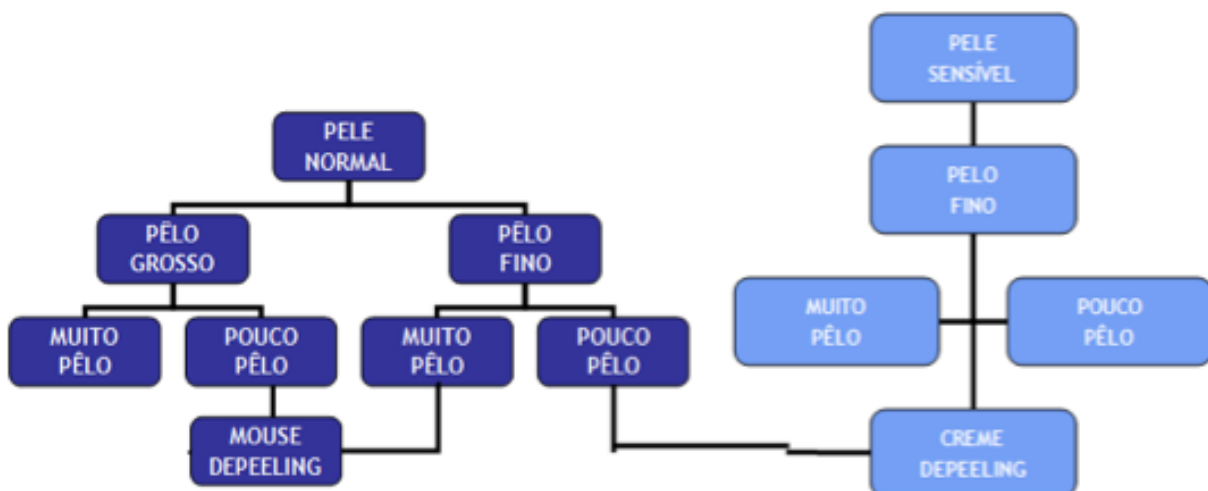 PELE
SENSÍVEL
PELE
NORMAL
PELO
FINO
PÊLO
GROSSO
PÊLO
FINO
MUITO
PÊLO
POUCO
PÊLO
MUITO
PÊLO
POUCO
PÊLO
MUITO
PÊLO
POUCO
PÊLO
MOUSE
DEPEELING
CREME
DEPEELING